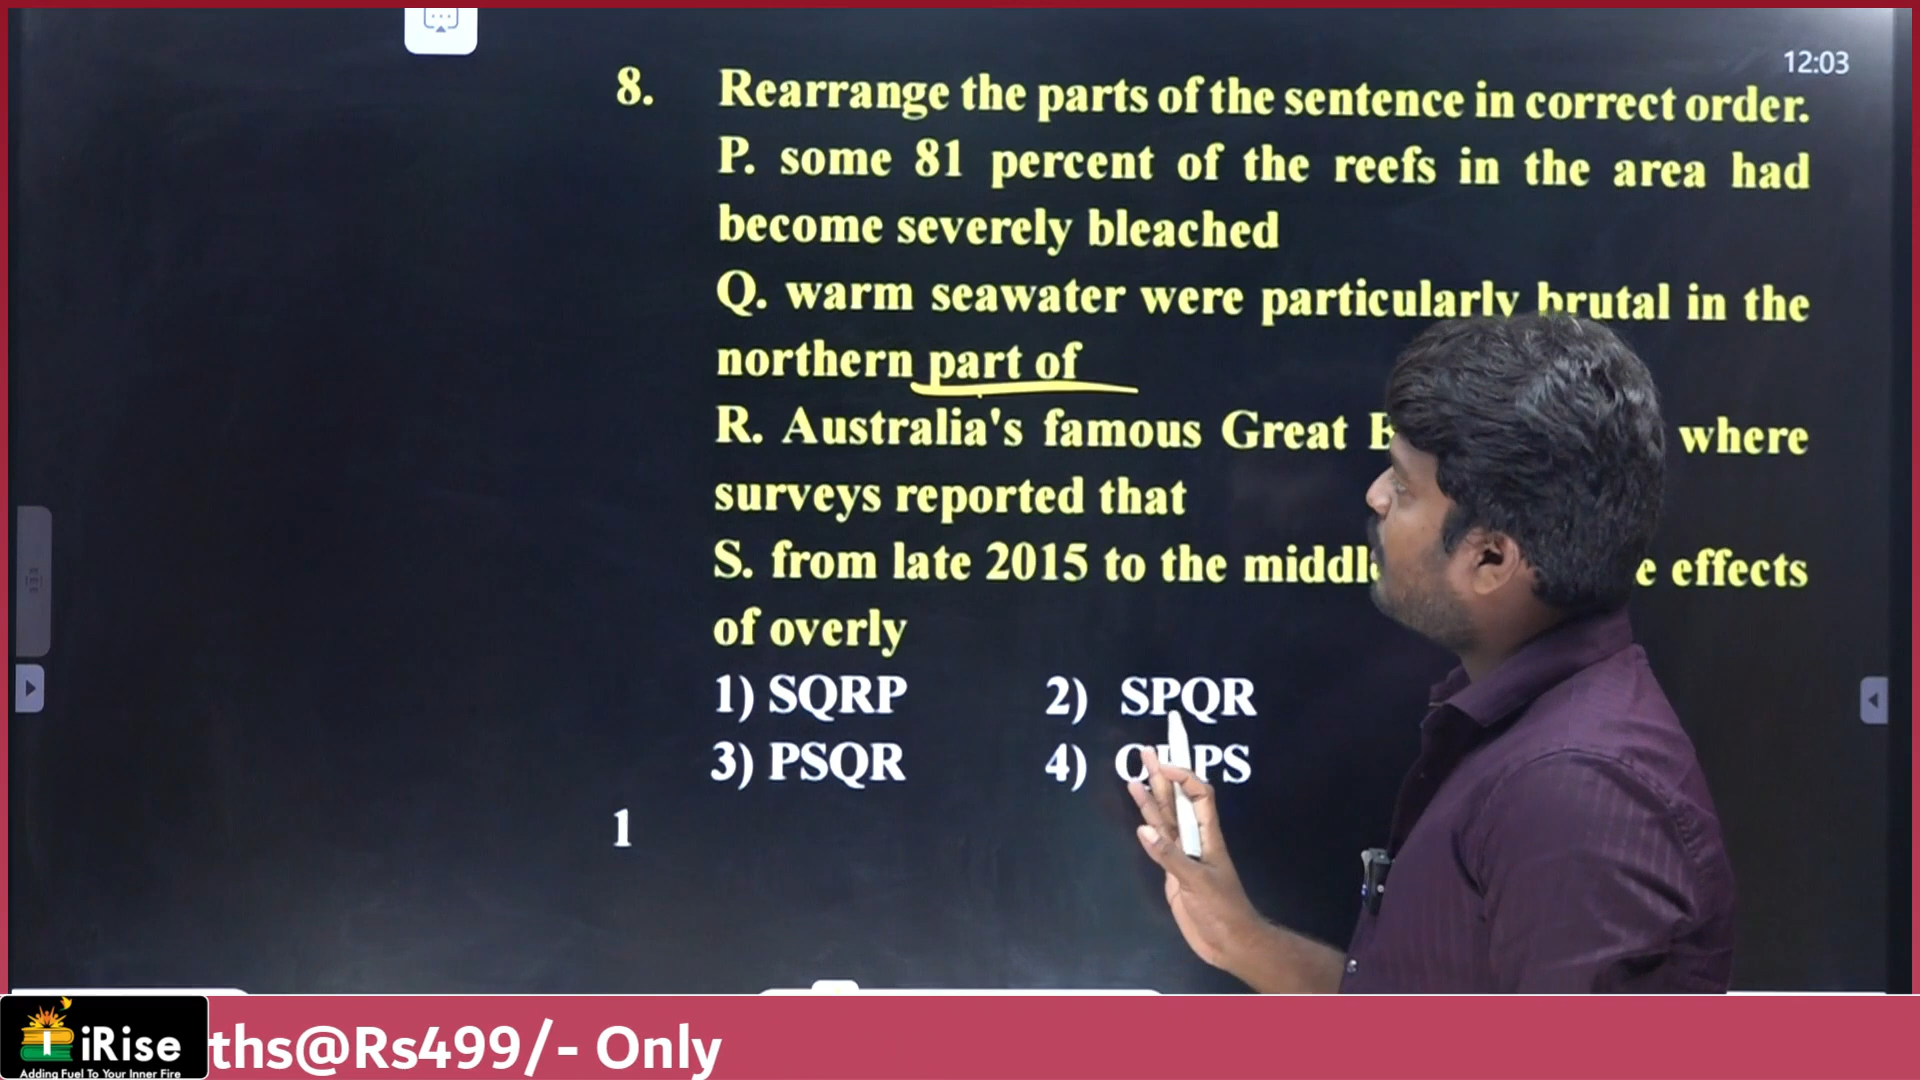 12:03
8. Rearrange the parts of the sentence in correct order.
P. some 81 percent of the reefs in the area had
become severely bleached
Q. warm seawater were particularly brutal in the
northern part of
R. Australia's famous Great where
surveys reported that
S. from late 2015 to the effects
of overly
1) SQRP 2) SPQR
3) PSQR 4)
1
iRise
Adding Fuel To Your Inner Fire
ths@Rs499/- Only